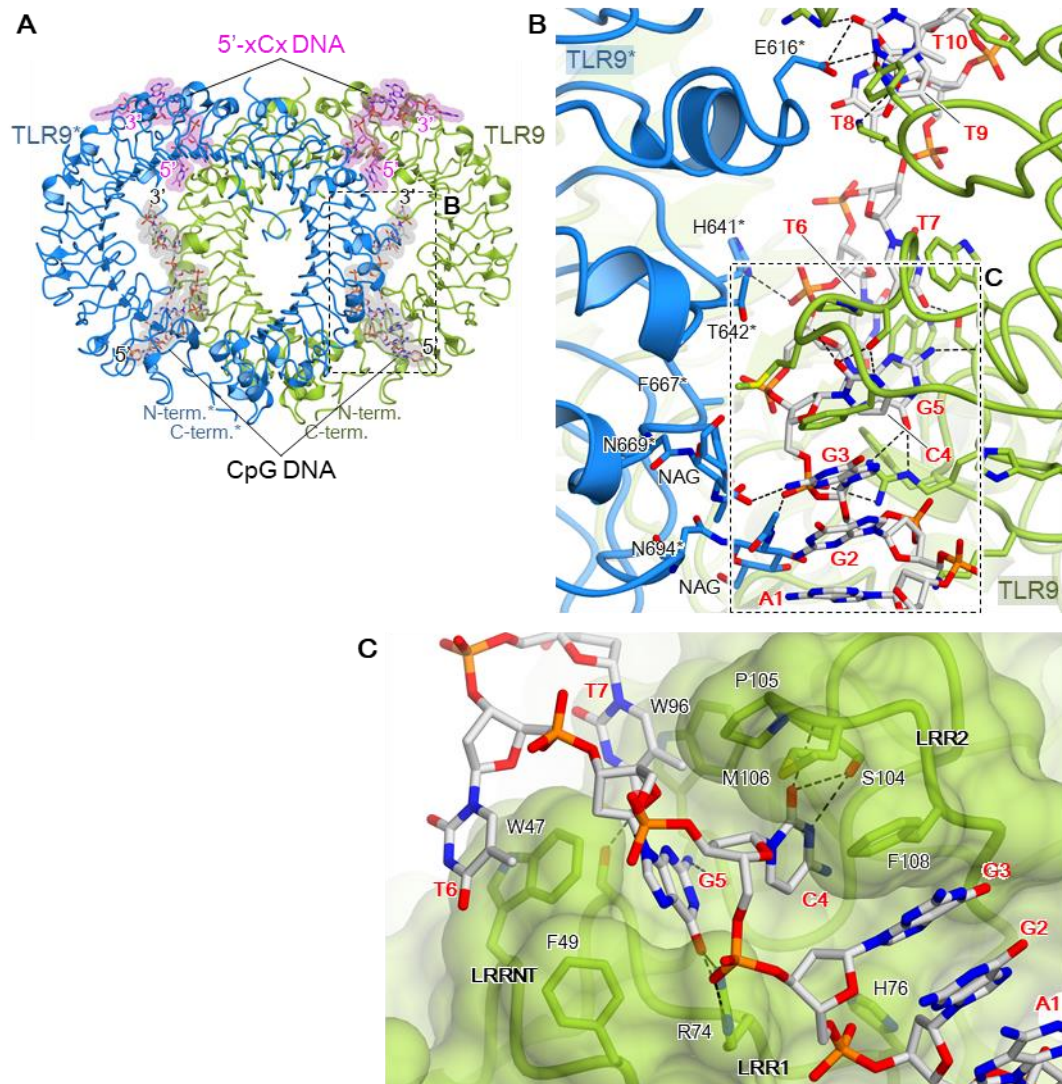 A
5'-xCx DNA
TLR9*
3'
3'
TLR9
5'
5'
3'
3'
B
5'
5'
N-term.*
N-term.
C-term.*
C-term.
CpG DNA
B
TLR9*
E616*
T10
T8
T9
H641*
T6
T7
C
T642*
F667*
G5
N669*
G3
C4
NAG
N694*
G2
NAG
A1
TLR9
C
T7
W96
P105
LRR2
M106
S104
W47
T6
G5
F108
C4
G3
F49
G2
LRRNT
H76
A1
R74
LRR1